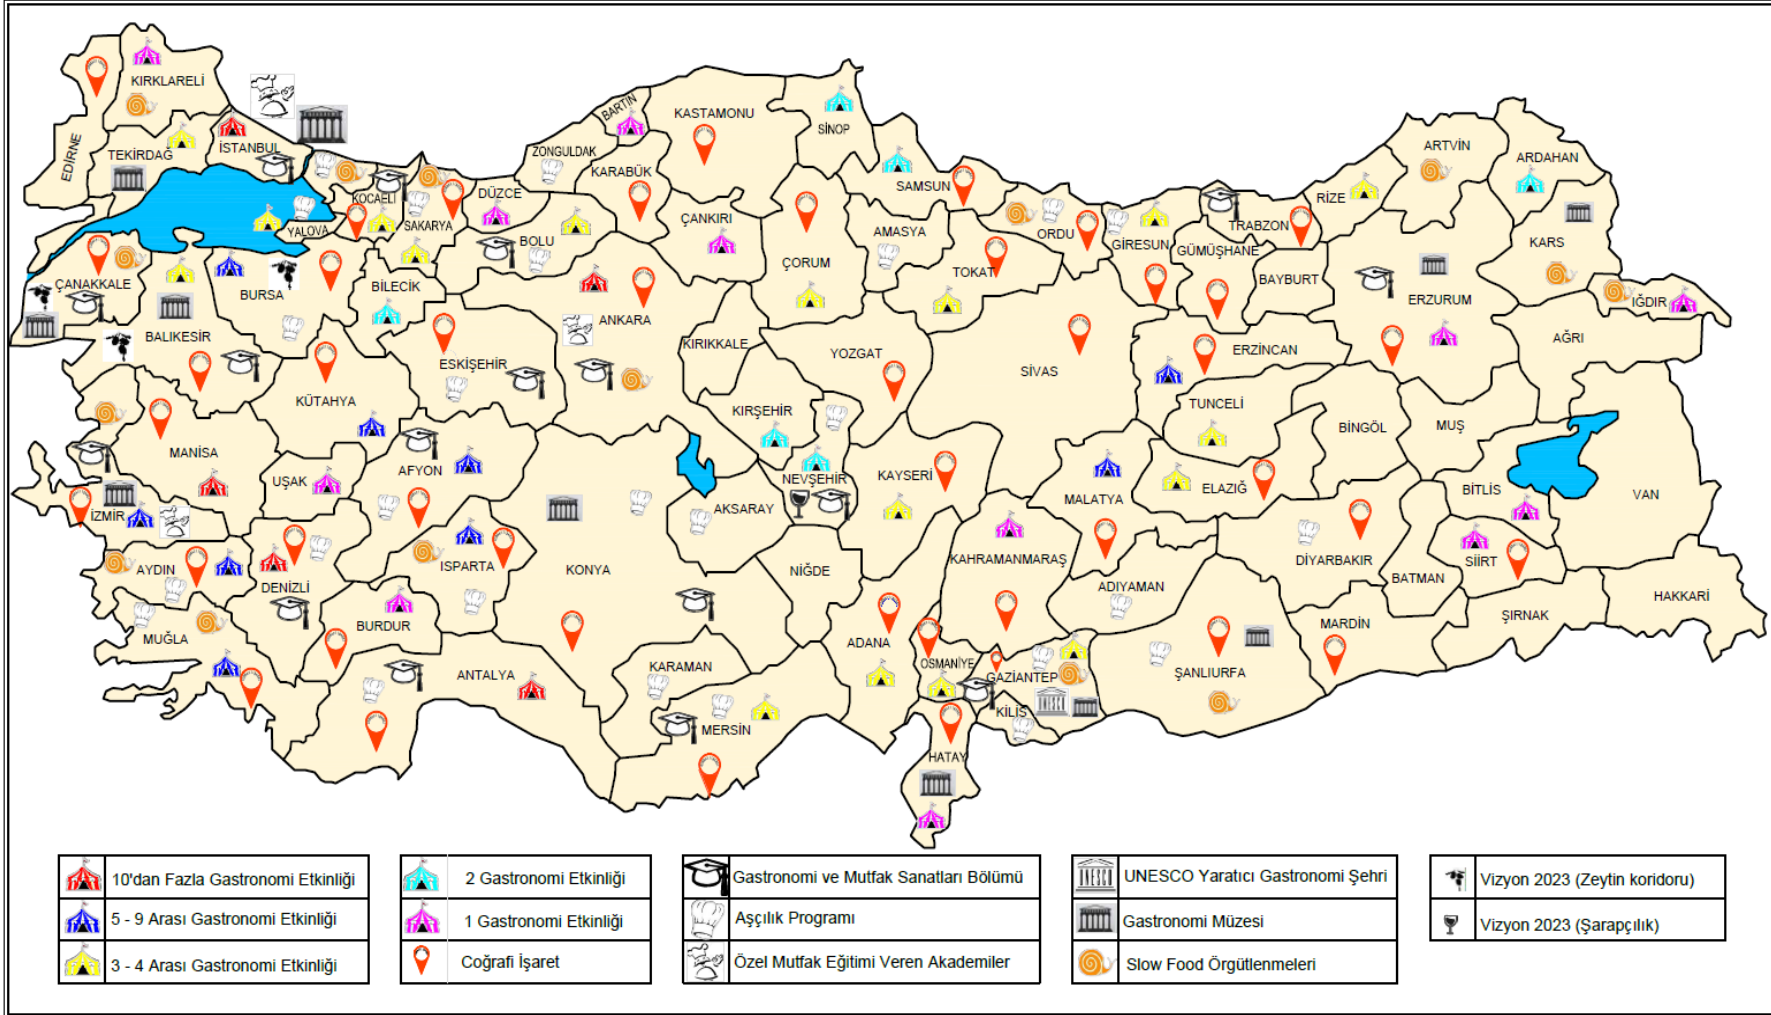 KIRKLARELİ
EDİRNE
TEKİRDAĞ
İSTANBUL
KOCAELİ
YALOVA
SAKARYA
DÜZCE
BOLU
ZONGULDAK
BARTIN
KARABÜK
KASTAMONU
SİNOP
ÇANKIRI
SAMSUN
AMASYA
ÇORUM
TOKAT
ORDU
GİRESUN
GÜMÜŞHANE
TRABZON
BAYBURT
RİZE
ARTVİN
ARDAHAN
KARS
IĞDIR
ERZURUM
AĞRI
ÇANAKKALE
BALIKESİR
BURSA
BİLECİK
ESKİŞEHİR
ANKARA
KIRIKKALE
YOZGAT
SİVAS
ERZİNCAN
TUNCELİ
BİNGÖL
MUŞ
KÜTAHYA
MANİSA
UŞAK
AFYON
KIRŞEHİR
NEVŞEHİR
KAYSERİ
MALATYA
ELAZIĞ
BİTLİS
VAN
İZMİR
AYDIN
DENİZLİ
ISPARTA
KONYA
AKSARAY
NİĞDE
KAHRAMANMARAŞ
ADIYAMAN
DİYARBAKIR
BATMAN
SİİRT
ŞIRNAK
HAKKARİ
MUĞLA
BURDUR
ANTALYA
KARAMAN
MERSİN
ADANA
OSMANİYE
GAZİANTEP
KİLİS
HATAY
ŞANLIURFA
MARDİN
UNESCO
10'dan Fazla Gastronomi Etkinliği
5 - 9 Arası Gastronomi Etkinliği
3 - 4 Arası Gastronomi Etkinliği
2 Gastronomi Etkinliği
1 Gastronomi Etkinliği
Coğrafi İşaret
Gastronomi ve Mutfak Sanatları Bölümü
Aşçılık Programı
Özel Mutfak Eğitimi Veren Akademiler
UNESCO
UNESCO Yaratıcı Gastronomi Şehri
Gastronomi Müzesi
Slow Food Örgütlenmeleri
Vizyon 2023 (Zeytin koridoru)
Vizyon 2023 (Şarapçılık)